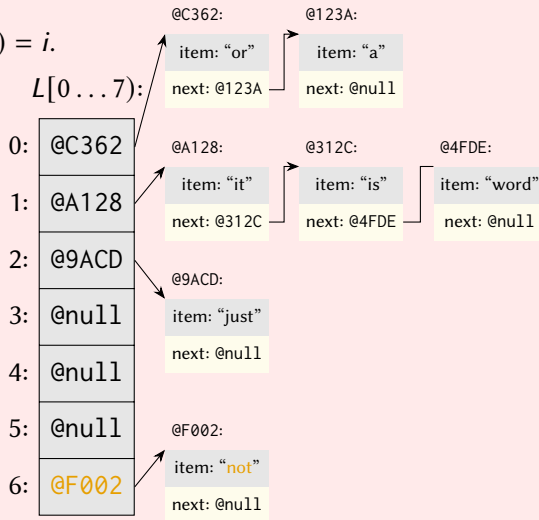 ) = i.
L[0 … 7):
@C362: @123A:
item: “or” item: “a”
next: @123A next: @null
0: @C362
@A128: @312C: @4FDE:
item: “it” item: “is” item: “word”
1: @A128
next: @312C next: @4FDE next: @null
2: @9ACD
@9ACD:
3: @null
item: “just”
next: @null
4: @null
5: @null
@F002:
item: “not”
6: @F002
next: @null